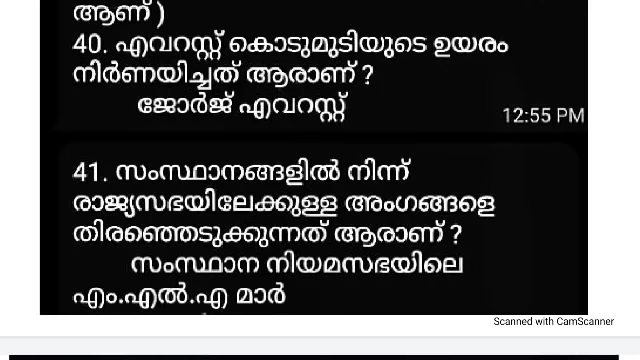 ആണ് )
40. എവറസ്റ്റ് കൊടുമുടിയുടെ ഉയരം
നിർണയിച്ചത് ആരാണ് ?
ജോർജ് എവറസ്റ്റ്
12:55 PM
41. സംസ്ഥാനങ്ങളിൽ നിന്ന്
രാജ്യസഭയിലേക്കുള്ള അംഗങ്ങളെ
തിരഞ്ഞെടുക്കുന്നത് ആരാണ് ?
സംസ്ഥാന നിയമസഭയിലെ
എം.എൽ.എ മാർ
Scanned with CamScanner